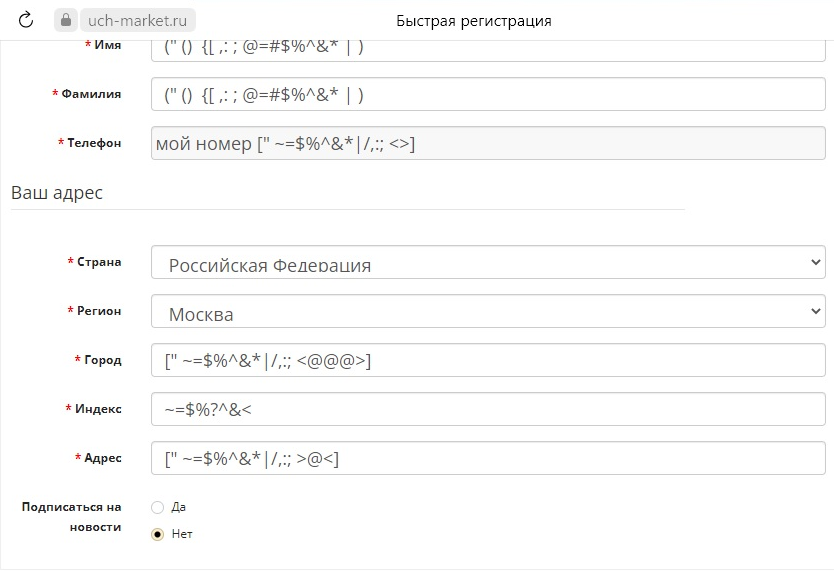 uch-market.ru Быстрая регистрация
* Имя (" () {[ ,: ; @=#$%^&* | )
* Фамилия (" () {[ ,: ; @=#$%^&* | )
* Телефон мой номер [" ~=$%^&*|/,:; <>]
Ваш адрес
* Страна Российская Федерация
* Регион Москва
* Город [" ~=$%^&*|/,:; <@@@>]
* Индекс ~=$%?^&<
* Адрес [" ~=$%^&*|/,:; >@<]
Подписаться на Да
новости Нет